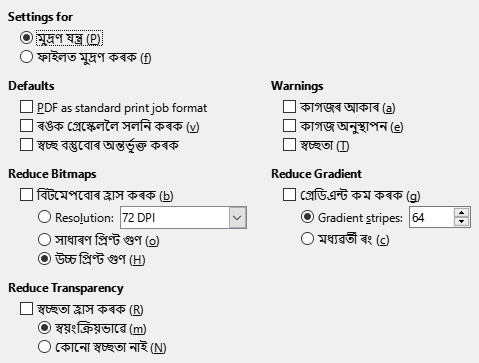 Settings for
মুদ্ৰণ যন্ত্ৰ (P)
ফাইলত মুদ্ৰণ কৰক (f)
Defaults
PDF as standard print job format
ৰঙক গ্ৰেস্কেললৈ সলনি কৰক (v)
স্বচ্ছ বস্তুবোৰ অন্তৰ্ভূক্ত কৰক
Warnings
কাগজৰ আকাৰ (a)
কাগজ অনুস্থাপন (e)
স্বচ্ছতা (T)
Reduce Bitmaps
বিটমেপবোৰ হ্ৰাস কৰক (b)
Resolution: 72 DPI
সাধাৰণ প্ৰিণ্ট গুণ (o)
উচ্চ প্ৰিণ্ট গুণ (H)
Reduce Gradient
গ্ৰেডিএন্ট কম কৰক (g)
Gradient stripes: 64
মধ্যৱৰ্তী ৰং (c)
Reduce Transparency
স্বচ্ছতা হ্ৰাস কৰক (R)
স্বয়ংক্ৰিয়ভাৱে (m)
কোনো স্বচ্ছতা নাই (N)